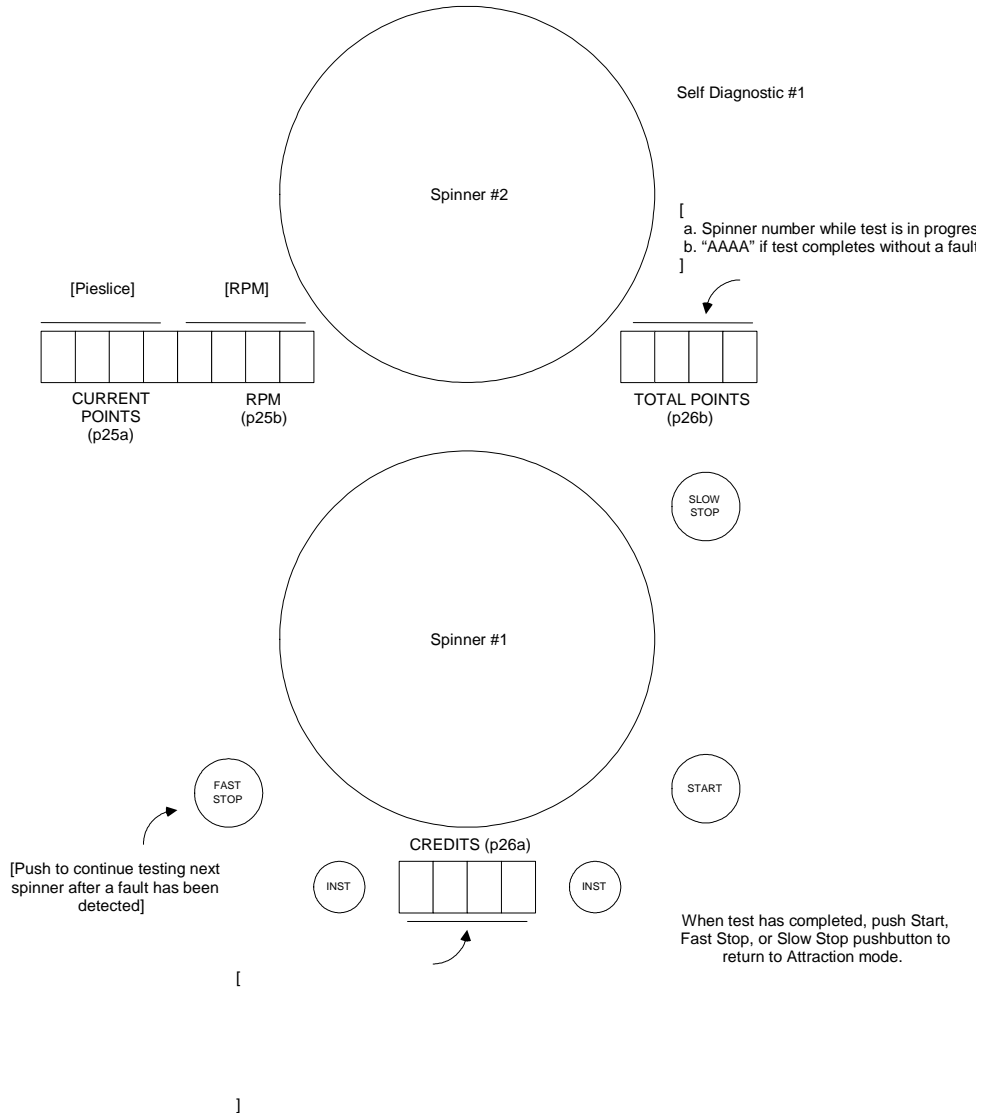 Self Diagnostic #1
Spinner #2
[
a. Spinner number while test is in progres
b. “AAAA” if test completes without a fault
]
[Pieslice]
[RPM]
CURRENT
POINTS
(p25a)
RPM
(p25b)
TOTAL POINTS
(p26b)
SLOW
STOP
Spinner #1
FAST
STOP
START
[Push to continue testing next
spinner after a fault has been
detected]
CREDITS (p26a)
INST
INST
When test has completed, push Start,
Fast Stop, or Slow Stop pushbutton to
return to Attraction mode.
[
]